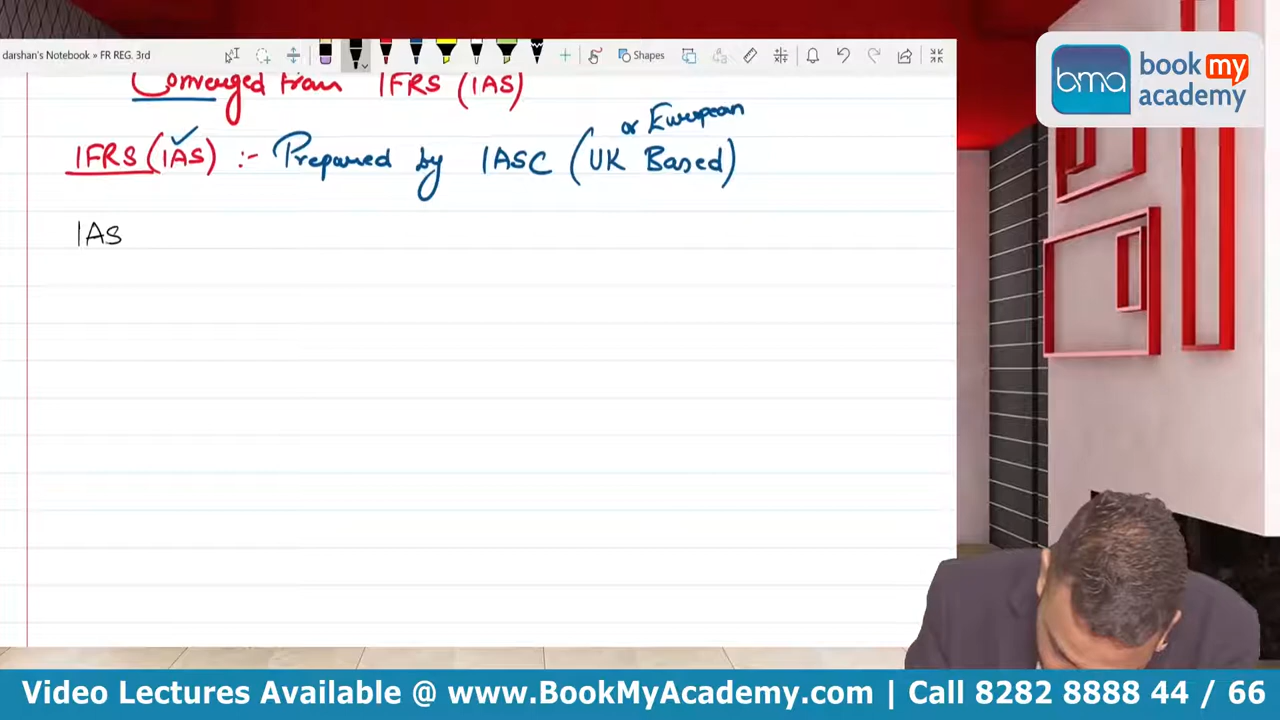 darshan's Notebook » FR REG. 3rd
Shapes
Converged from IFRS (IAS)
or European
IFRS (IAS) :- Prepared by IASC (UK Based)
IAS
bma
book my
academy
Video Lectures Available @ www.BookMyAcademy.com | Call 8282 8888 44 / 66